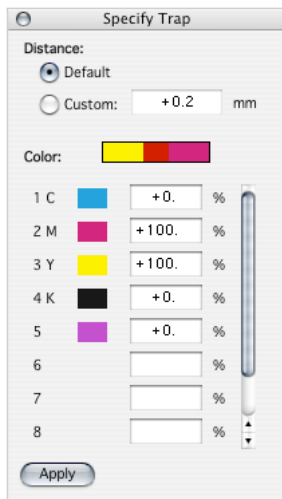 Specify Trap
Distance:
Default
Custom: +0.2 mm
Color:
1 C +0. %
2 M +100. %
3 Y +100. %
4 K +0. %
5 +0. %
6 %
7 %
8 %
Apply